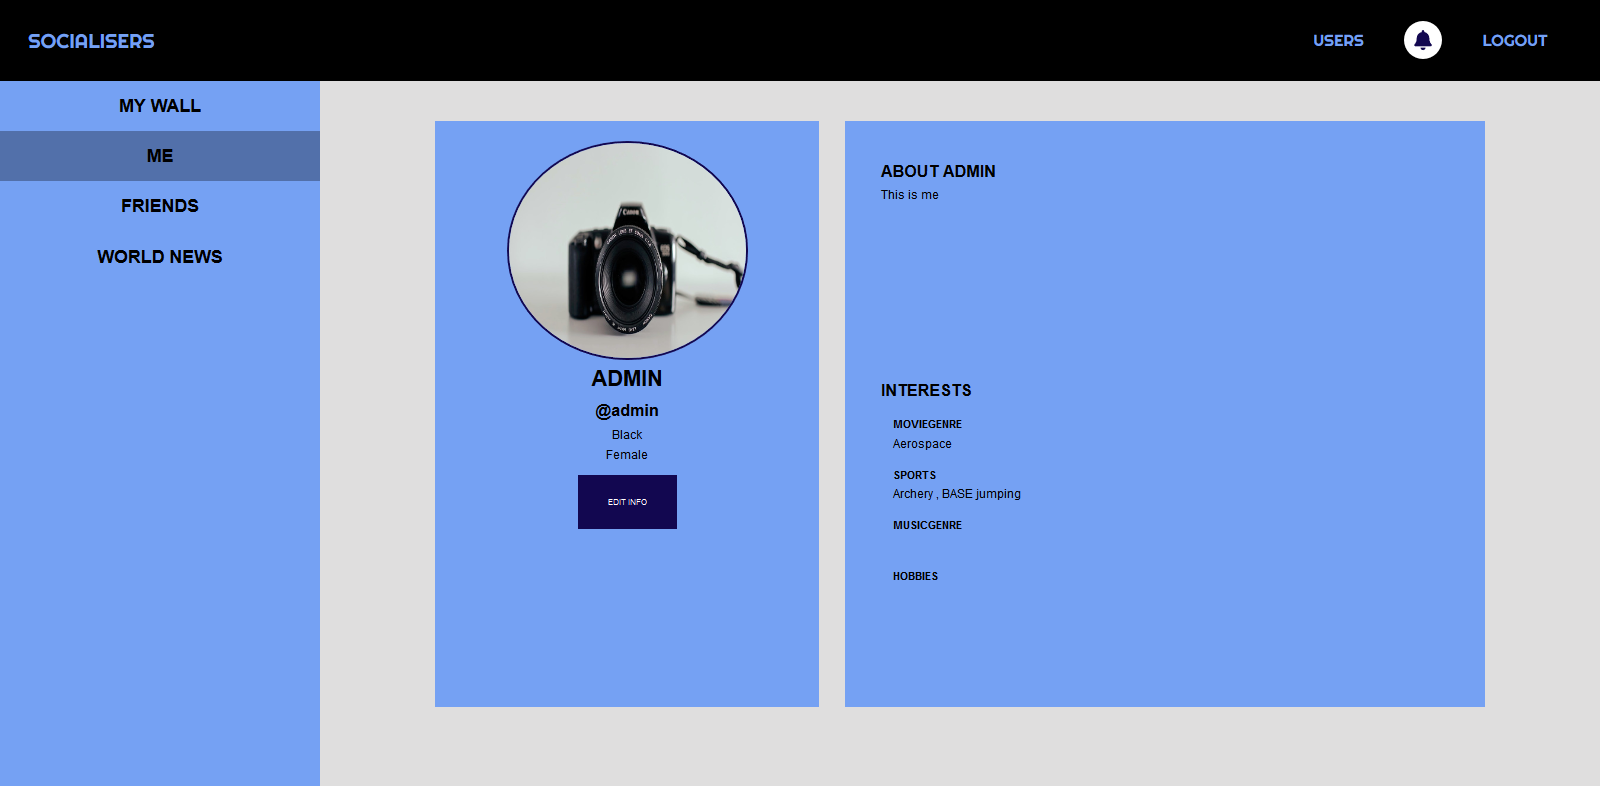 SOCIALISERS
USERS
LOGOUT
MY WALL
ME
FRIENDS
WORLD NEWS
Canon
ADMIN
@admin
Black
Female
EDIT INFO
ABOUT ADMIN
This is me
INTERESTS
MOVIEGENRE
Aerospace
SPORTS
Archery , BASE jumping
MUSICGENRE
HOBBIES